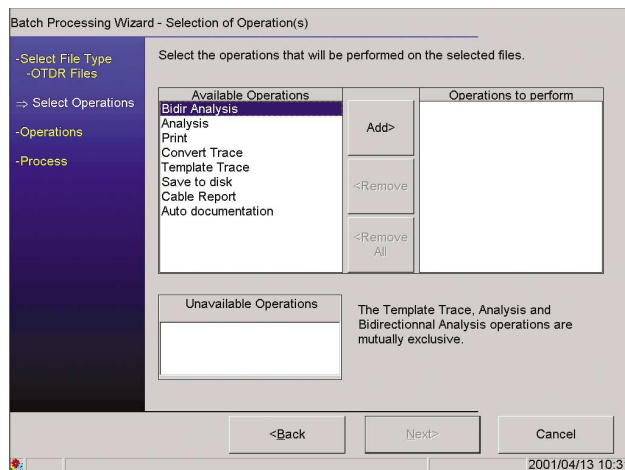 Batch Processing Wizard - Selection of Operation(s)
-Select File Type
-OTDR Files
⇒ Select Operations
-Operations
-Process
Select the operations that will be performed on the selected files.
Available Operations
Bidir Analysis
Analysis
Print
Convert Trace
Template Trace
Save to disk
Cable Report
Auto documentation
Add>
<Remove
<Remove
All
Operations to perform
Unavailable Operations
The Template Trace, Analysis and
Bidirectionnal Analysis operations are
mutually exclusive.
<Back
Next>
Cancel
2001/04/13 10:3